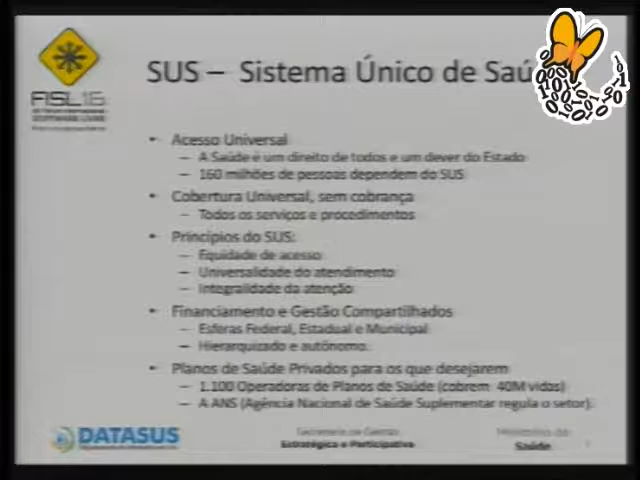 FISL16
SOFTWARE LIVRE
SUS – Sistema Único de Saú
• Acesso Universal
– A Saúde é um direito de todos e um dever do Estado
– 160 milhões de pessoas dependem do SUS
• Cobertura Universal, sem cobrança
– Todos os serviços e procedimentos
• Princípios do SUS:
– Equidade de acesso
– Universalidade do atendimento
– Integralidade da atenção
• Financiamento e Gestão Compartilhados
– Esferas Federal, Estadual e Municipal
– Hierarquizado e autônomo.
• Planos de Saúde Privados para os que desejarem
– 1.100 Operadoras de Planos de Saúde (cobrem 40M vidas)
– A ANS (Agência Nacional de Saúde Suplementar regula o setor).
DATASUS
Secretaria de Gestão
Estratégica e Participativa
Ministério da
Saúde